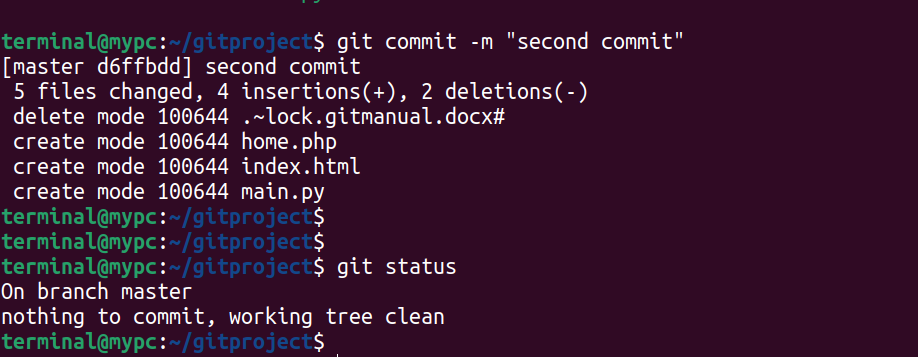 terminal@mypc:~/gitproject$ git commit -m "second commit"
[master d6ffbdd] second commit
 5 files changed, 4 insertions(+), 2 deletions(-)
 delete mode 100644 .~lock.gitmanual.docx#
 create mode 100644 home.php
 create mode 100644 index.html
 create mode 100644 main.py
terminal@mypc:~/gitproject$
terminal@mypc:~/gitproject$
terminal@mypc:~/gitproject$ git status
On branch master
nothing to commit, working tree clean
terminal@mypc:~/gitproject$